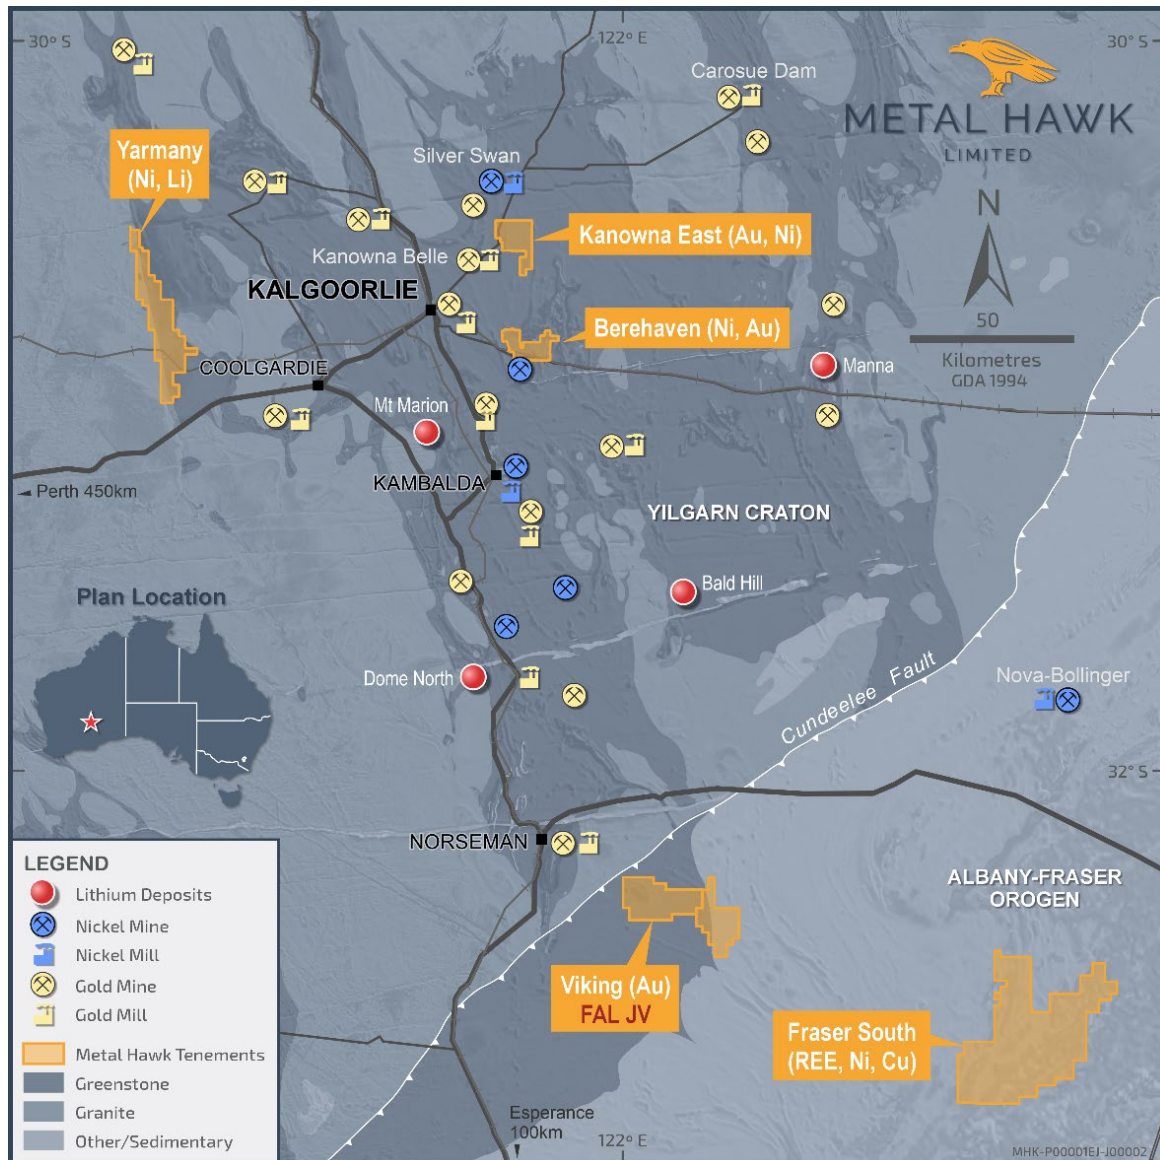 30° S
122° E
30° S
Carosue Dam
METAL HAWK
LIMITED
Yarmany
(Ni, Li)
Silver Swan
N
Kanowna East (Au, Ni)
Kanowna Belle
KALGOORLIE
Berehaven (Ni, Au)
50
Kilometres
GDA 1994
COOLGARDIE
Manna
Mt Marion
KAMBALDA
Perth 450km
YILGARN CRATON
Bald Hill
Plan Location
Dome North
Cundeelee Fault
Nova-Bollinger
32° S
NORSEMAN
ALBANY-FRASER
OROGEN
LEGEND
Lithium Deposits
Nickel Mine
Nickel Mill
Gold Mine
Gold Mill
Metal Hawk Tenements
Greenstone
Granite
Other/Sedimentary
Viking (Au)
FAL JV
Fraser South
(REE, Ni, Cu)
Esperance
100km
122° E
MHK-P00001EJ-J00002